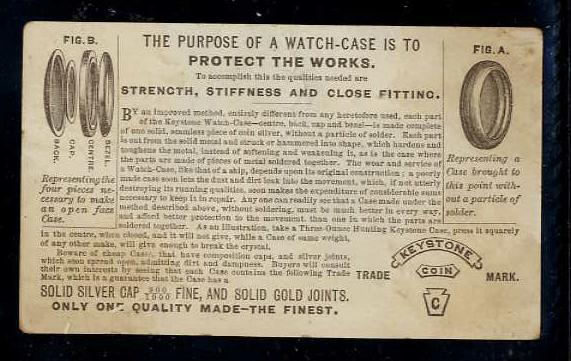 FIG. B.
BACK.
CAP.
CENTRE.
BEZEL.
Representing the
four pieces ne-
cessary to make
an open face
Case.
THE PURPOSE OF A WATCH-CASE IS TO
PROTECT THE WORKS.
To accomplish this the qualities needed are
STRENGTH, STIFFNESS AND CLOSE FITTING.
BY an improved method, entirely different from any heretofore used, each part
of the Keystone Watch-Case—centre, back, cap and bezel—is made complete
of one solid, seamless piece of coin silver, without a particle of solder. Each part
is cut from the solid metal and struck or hammered into shape, which hardens and
toughens the metal, instead of softening and weakening it, as is the case where
the parts are made of pieces of metal soldered together. The wear and service of
a Watch-Case, like that of a ship, depends upon its original construction; a poorly
made case soon lets the dust and dirt leak into the movement, which, if not utterly
destroying its running qualities, soon makes the expenditure of considerable sums
necessary to keep it in repair. Any one can readily see that a Case made under the
method described above, without soldering, must be much better in every way,
and afford better protection to the movement, than one in which the parts are
soldered together. As an illustration, take a Three-Ounce Hunting Keystone Case, press it squarely
in the centre, when closed, and it will not give, while a Case of same weight,
of any other make, will give enough to break the crystal.
Beware of cheap Cases, that have composition caps, and silver joints,
which soon spread open, admitting dirt and dampness. Buyers will consult
their own interests by seeing that each Case contains the following Trade
Mark, which is a guarantee that the Case has a
SOLID SILVER CAP 900/1000 FINE, AND SOLID GOLD JOINTS.
ONLY ONE QUALITY MADE—THE FINEST.
FIG. A.
Representing a
Case brought to
this point with-
out a particle of
solder.
TRADE
KEYSTONE
COIN
C
MARK.